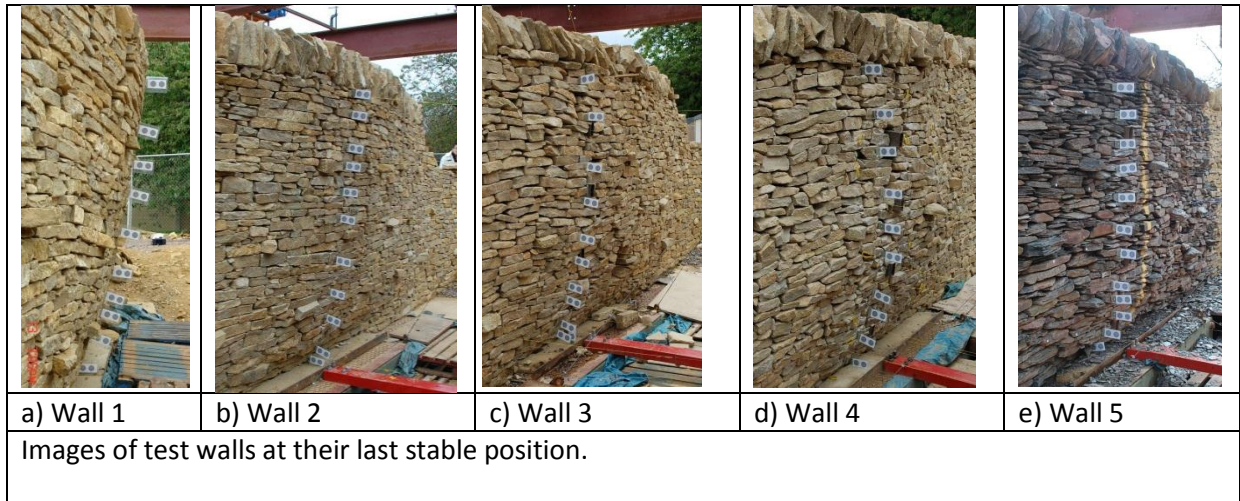 a) Wall 1
b) Wall 2
c) Wall 3
d) Wall 4
e) Wall 5
Images of test walls at their last stable position.